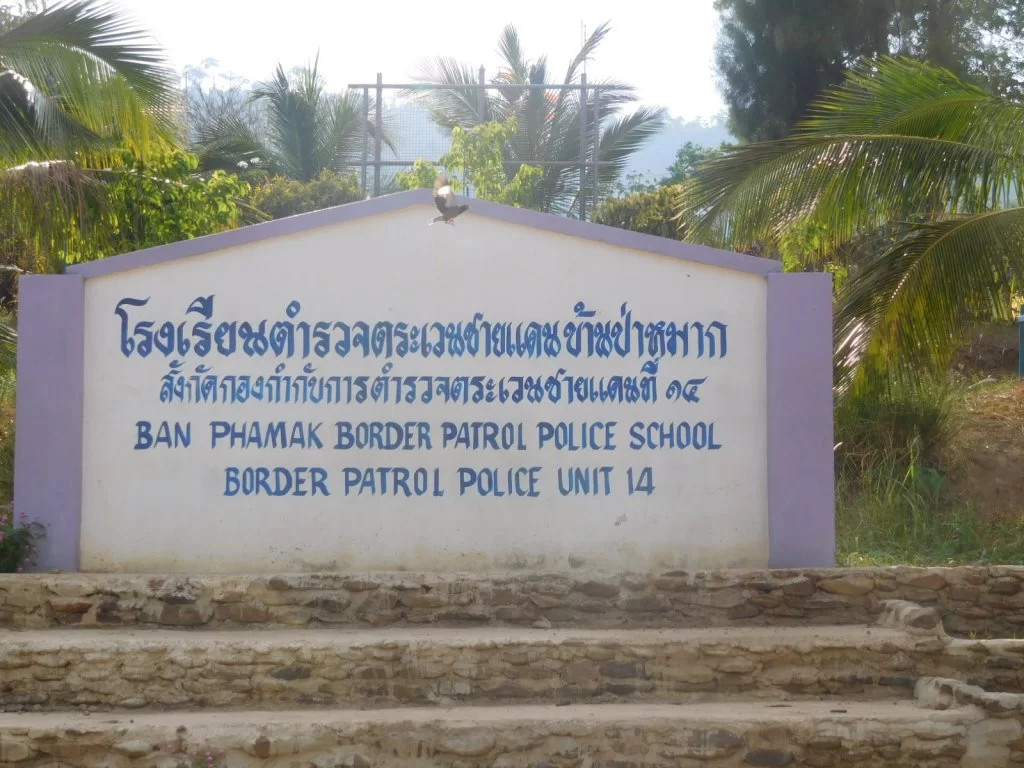 โรงเรียนตำรวจตระเวนชายแดนบ้านป่าหมาก
สังกัดกองกำกับการตำรวจตระเวนชายแดนที่ ๑๔
BAN PHAMAK BORDER PATROL POLICE SCHOOL
BORDER PATROL POLICE UNIT 14